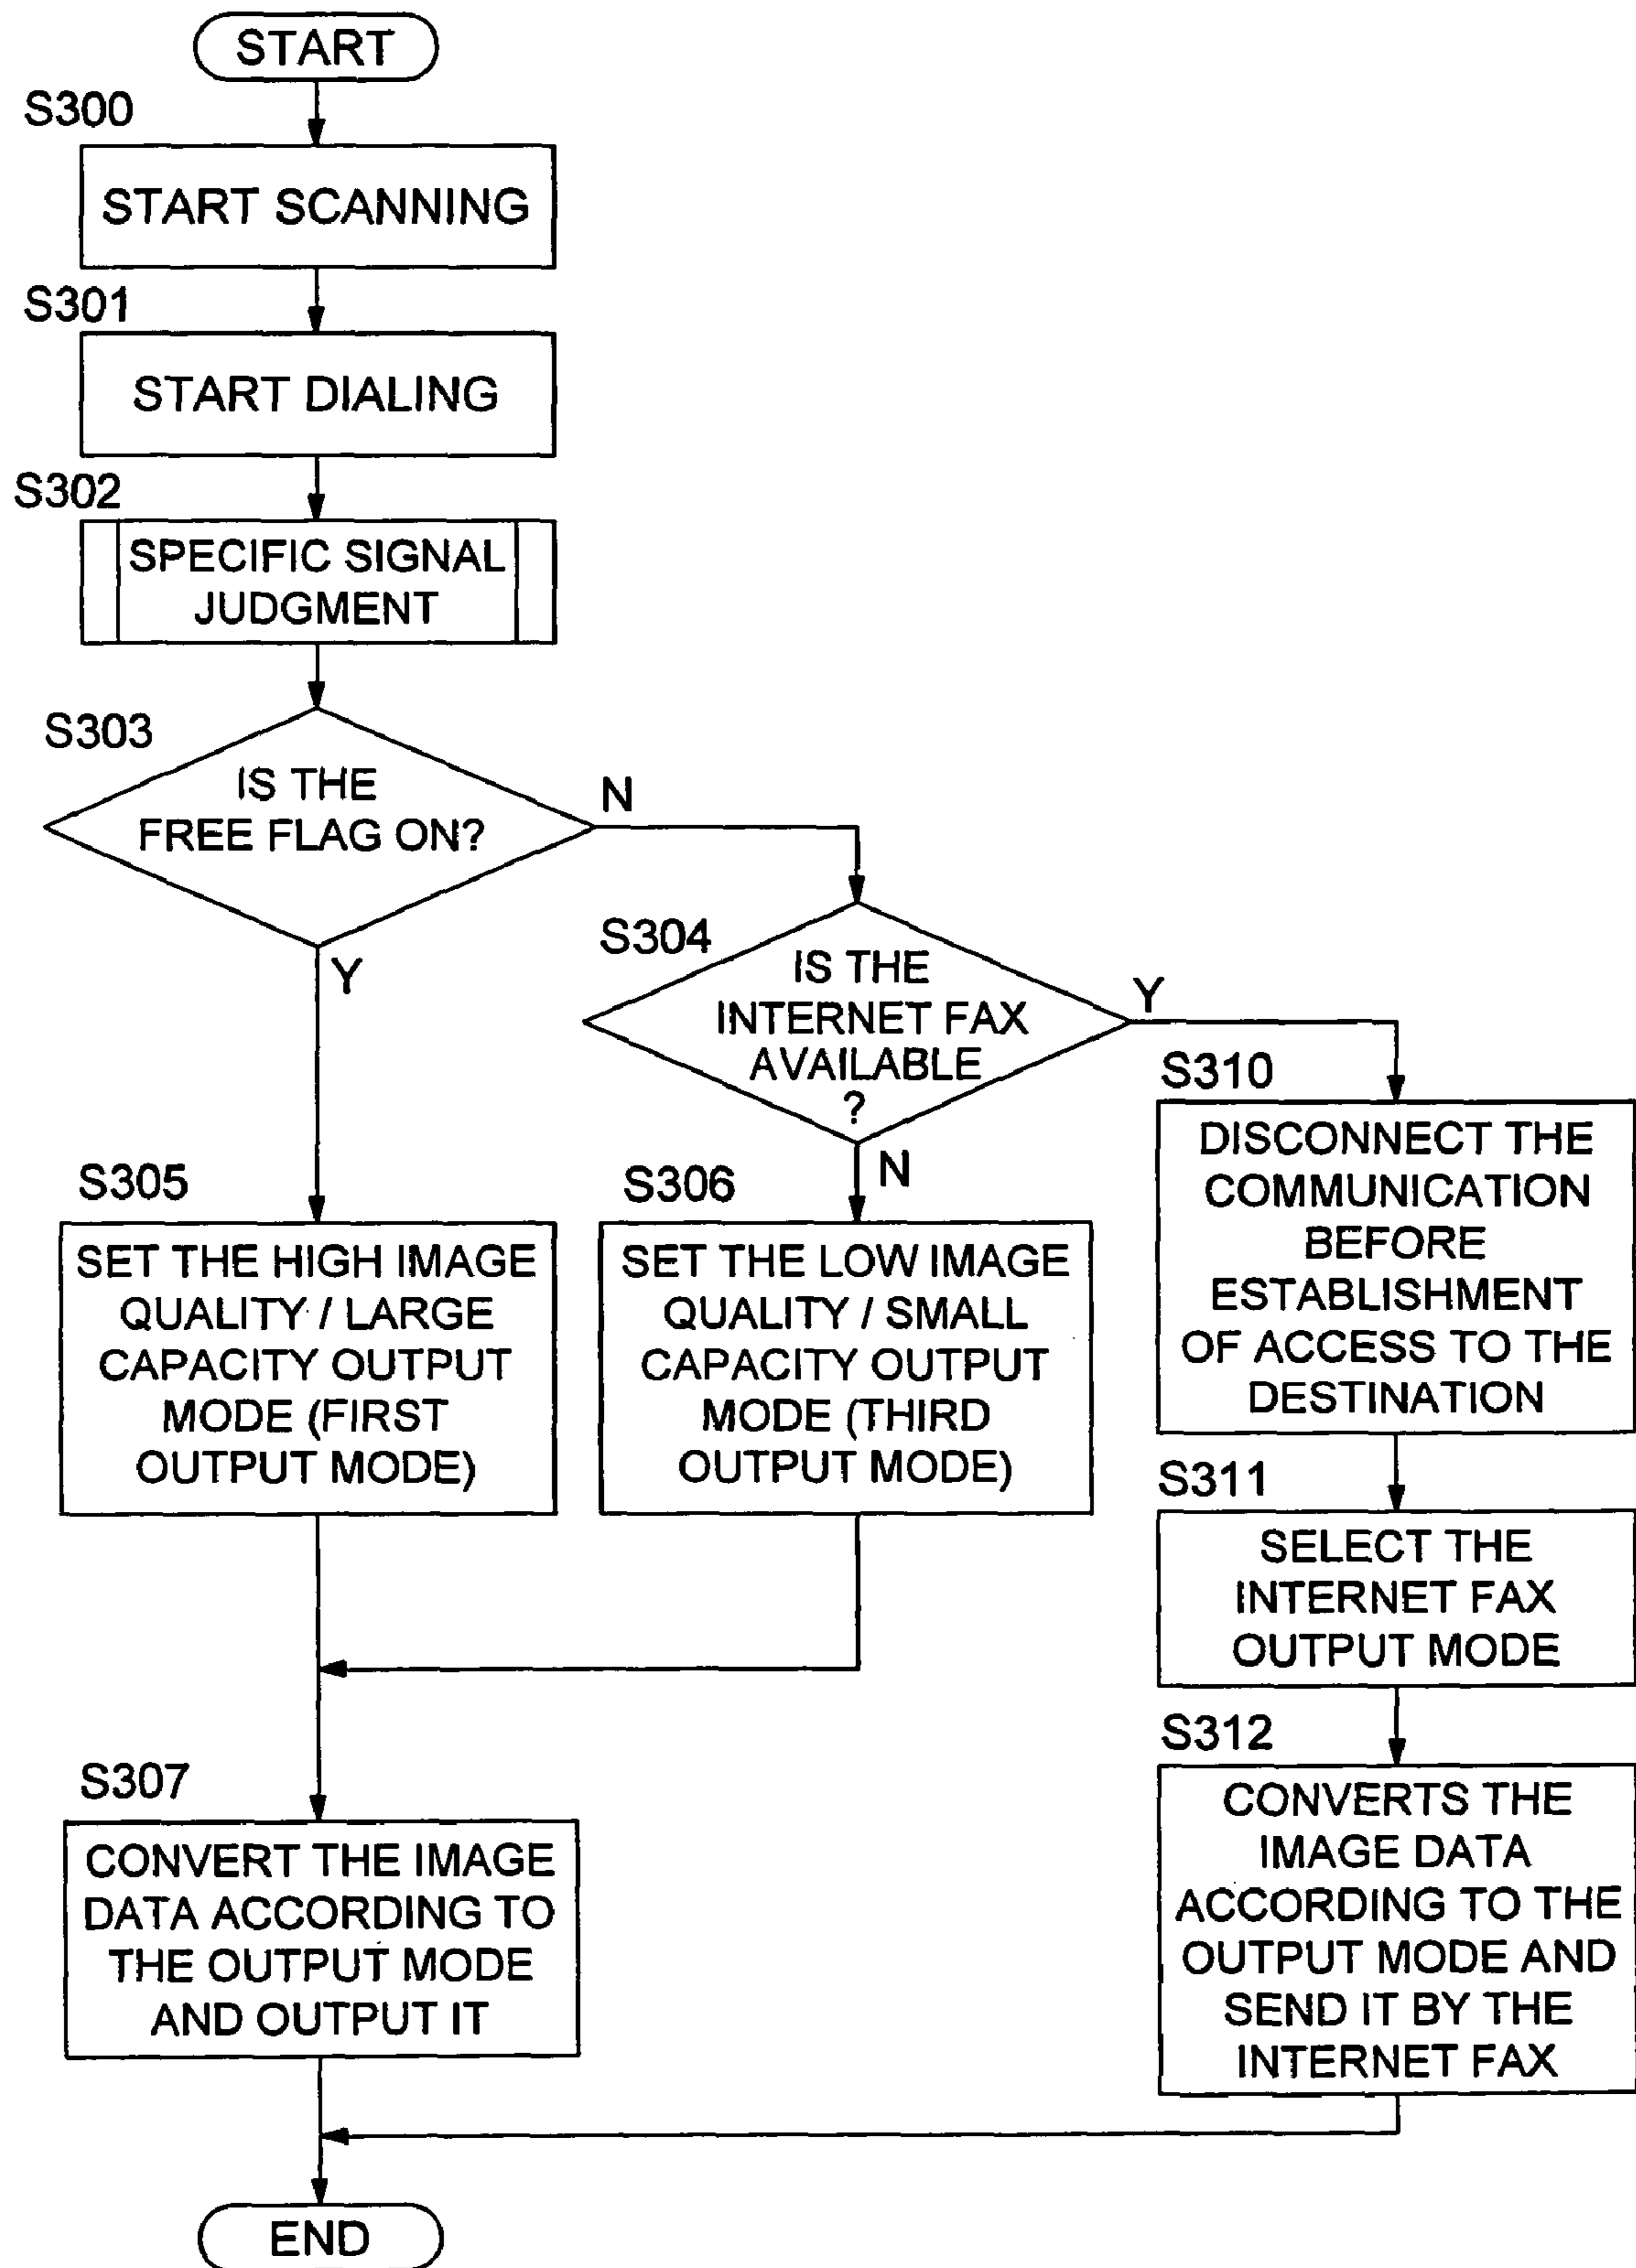 START
S300
START SCANNING
S301
START DIALING
S302
SPECIFIC SIGNAL
JUDGMENT
S303
IS THE
FREE FLAG ON?
N
Y
S304
IS THE
INTERNET FAX
AVAILABLE
?
Y
N
S305
SET THE HIGH IMAGE
QUALITY / LARGE
CAPACITY OUTPUT
MODE (FIRST
OUTPUT MODE)
S306
SET THE LOW IMAGE
QUALITY / SMALL
CAPACITY OUTPUT
MODE (THIRD
OUTPUT MODE)
S310
DISCONNECT THE
COMMUNICATION
BEFORE
ESTABLISHMENT
OF ACCESS TO THE
DESTINATION
S311
SELECT THE
INTERNET FAX
OUTPUT MODE
S307
CONVERT THE IMAGE
DATA ACCORDING TO
THE OUTPUT MODE
AND OUTPUT IT
S312
CONVERTS THE
IMAGE DATA
ACCORDING TO THE
OUTPUT MODE AND
SEND IT BY THE
INTERNET FAX
END